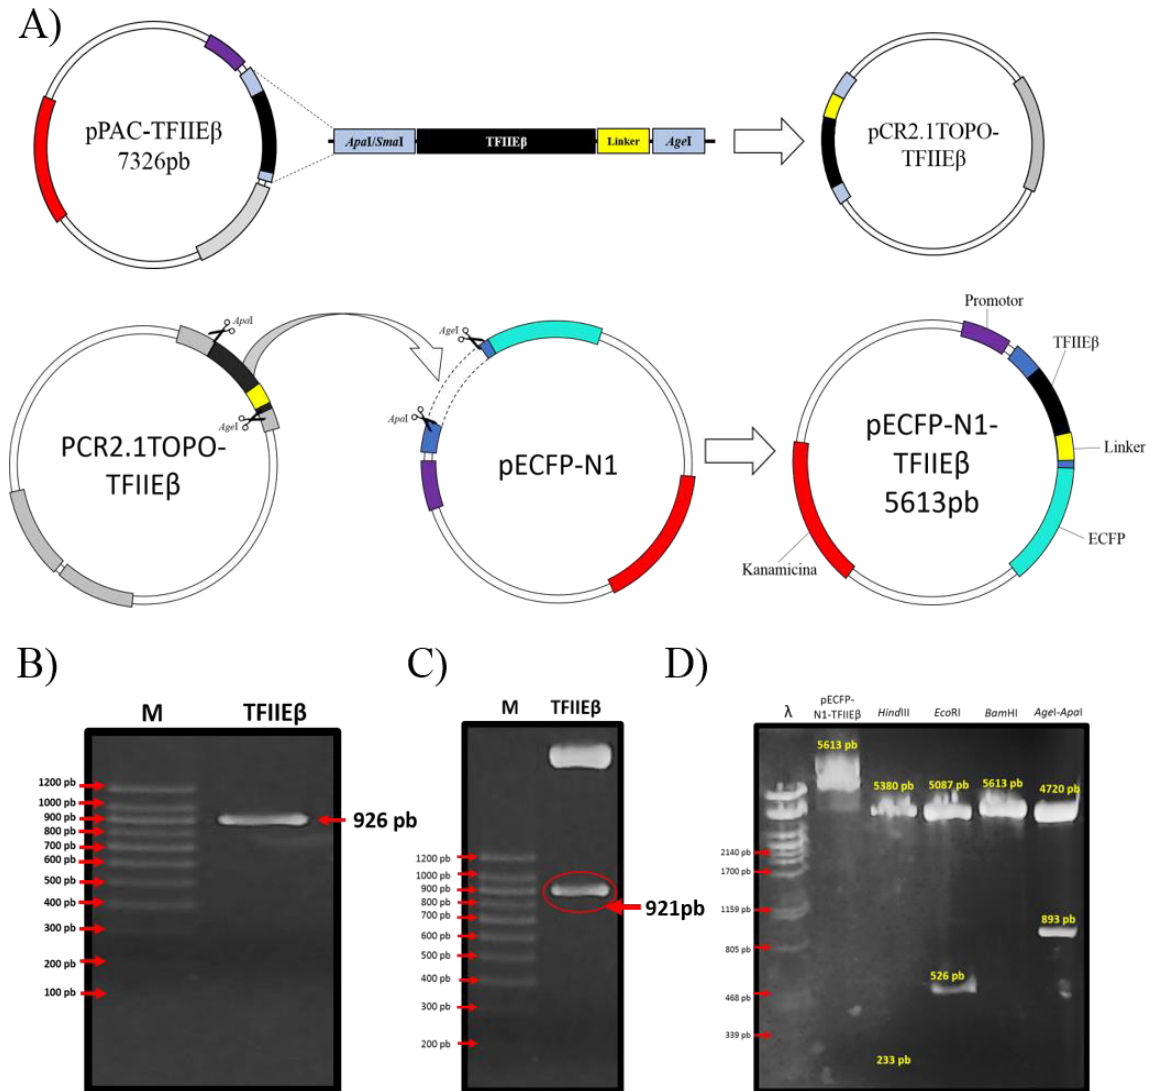 A)
pPAC-TFIIEβ
7326pb
ApaI/SmaI
TFIIEβ
Linker
AgeI
pCR2.1TOPO-
TFIIEβ
ApaI
AgeI
PCR2.1TOPO-
TFIIEβ
AgeI
ApaI
pECFP-N1
Promotor
TFIIEβ
Linker
ECFP
Kanamicina
pECFP-N1-
TFIIEβ
5613pb
B)
M
TFIIEβ
1200 pb
1000 pb
900 pb
800 pb
700 pb
600 pb
500 pb
400 pb
300 pb
200 pb
100 pb
926 pb
C)
M
TFIIEβ
1200 pb
1000 pb
900 pb
800 pb
700 pb
600 pb
500 pb
400 pb
300 pb
200 pb
921pb
D)
λ
pECFP-
N1-TFIIEβ
HindIII
EcoRI
BamHI
AgeI-ApaI
5613 pb
5380 pb
5087 pb
5613 pb
4720 pb
2140 pb
1700 pb
1159 pb
805 pb
468 pb
339 pb
893 pb
526 pb
233 pb